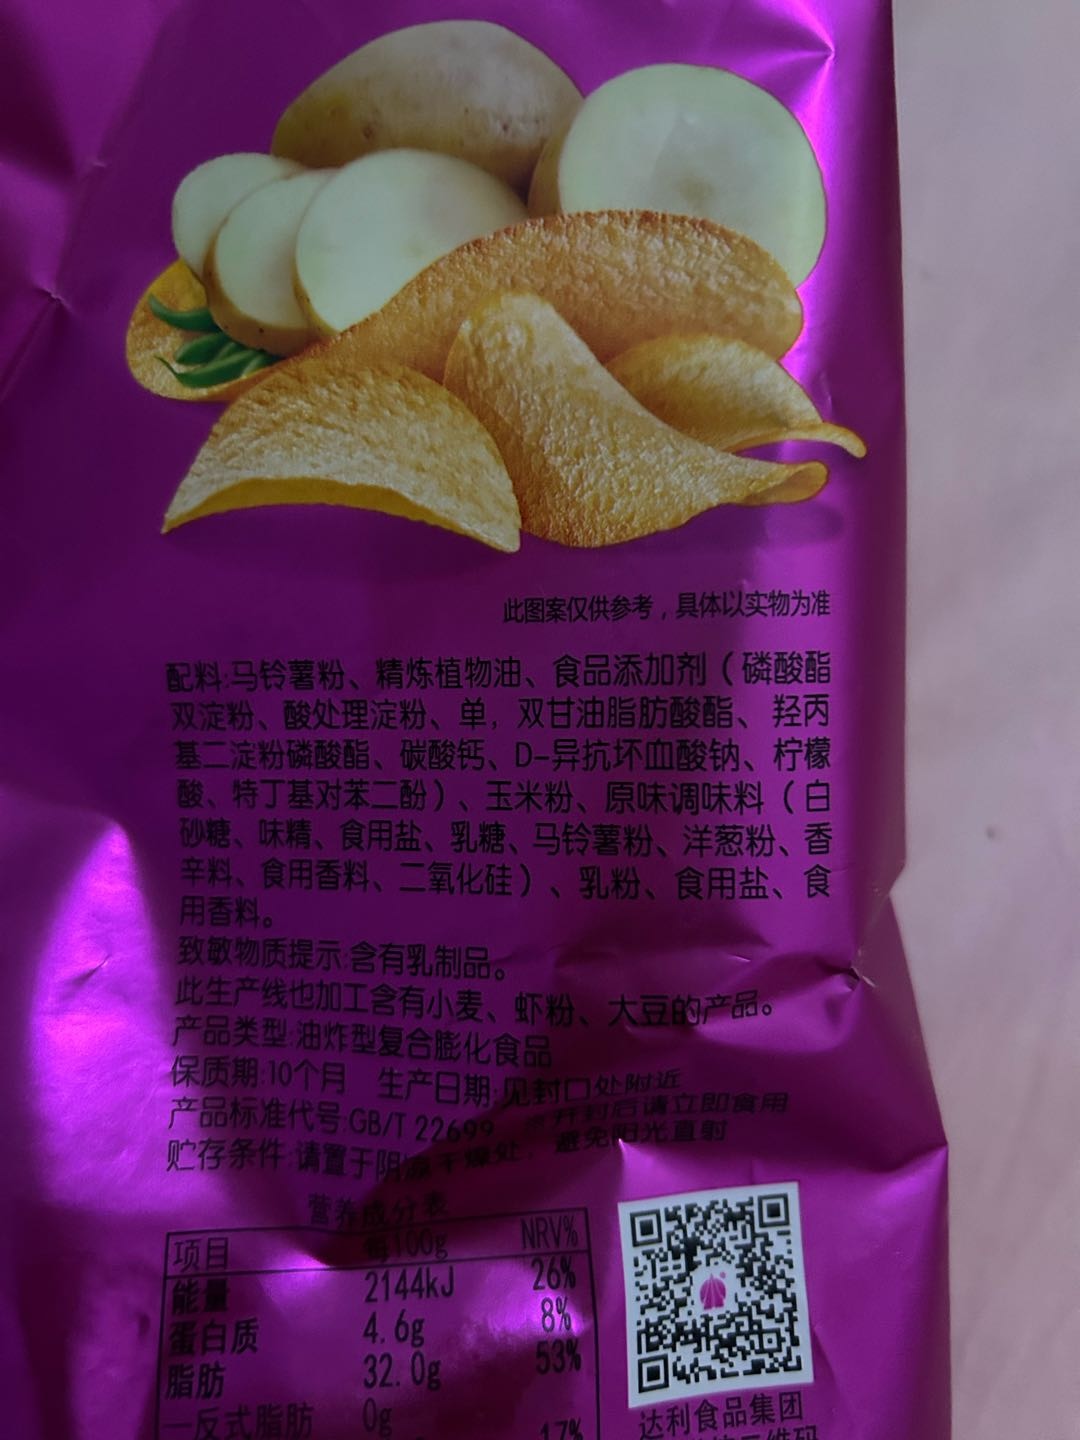 此图案仅供参考，具体以实物为准
配料:马铃薯粉、精炼植物油、食品添加剂（磷酸酯
双淀粉、酸处理淀粉、单，双甘油脂肪酸酯、羟丙
基二淀粉磷酸酯、碳酸钙、D-异抗坏血酸钠、柠檬
酸、特丁基对苯二酚）、玉米粉、原味调味料（白
砂糖、味精、食用盐、乳糖、马铃薯粉、洋葱粉、香
辛料、食用香料、二氧化硅）、乳粉、食用盐、食
用香料。
致敏物质提示:含有乳制品。
此生产线也加工含有小麦、虾粉、大豆的产品。
产品类型:油炸型复合膨化食品
保质期:10个月 生产日期:见封口处附近
产品标准代号:GB/T 22699 开封后请立即食用
贮存条件:请置于阴凉干燥处，避免阳光直射
营养成分表
项目 每100g NRV%
能量 2144kJ 26%
蛋白质 4.6g 8%
脂肪 32.0g 53%
—反式脂肪 0g
17%
达利食品集团